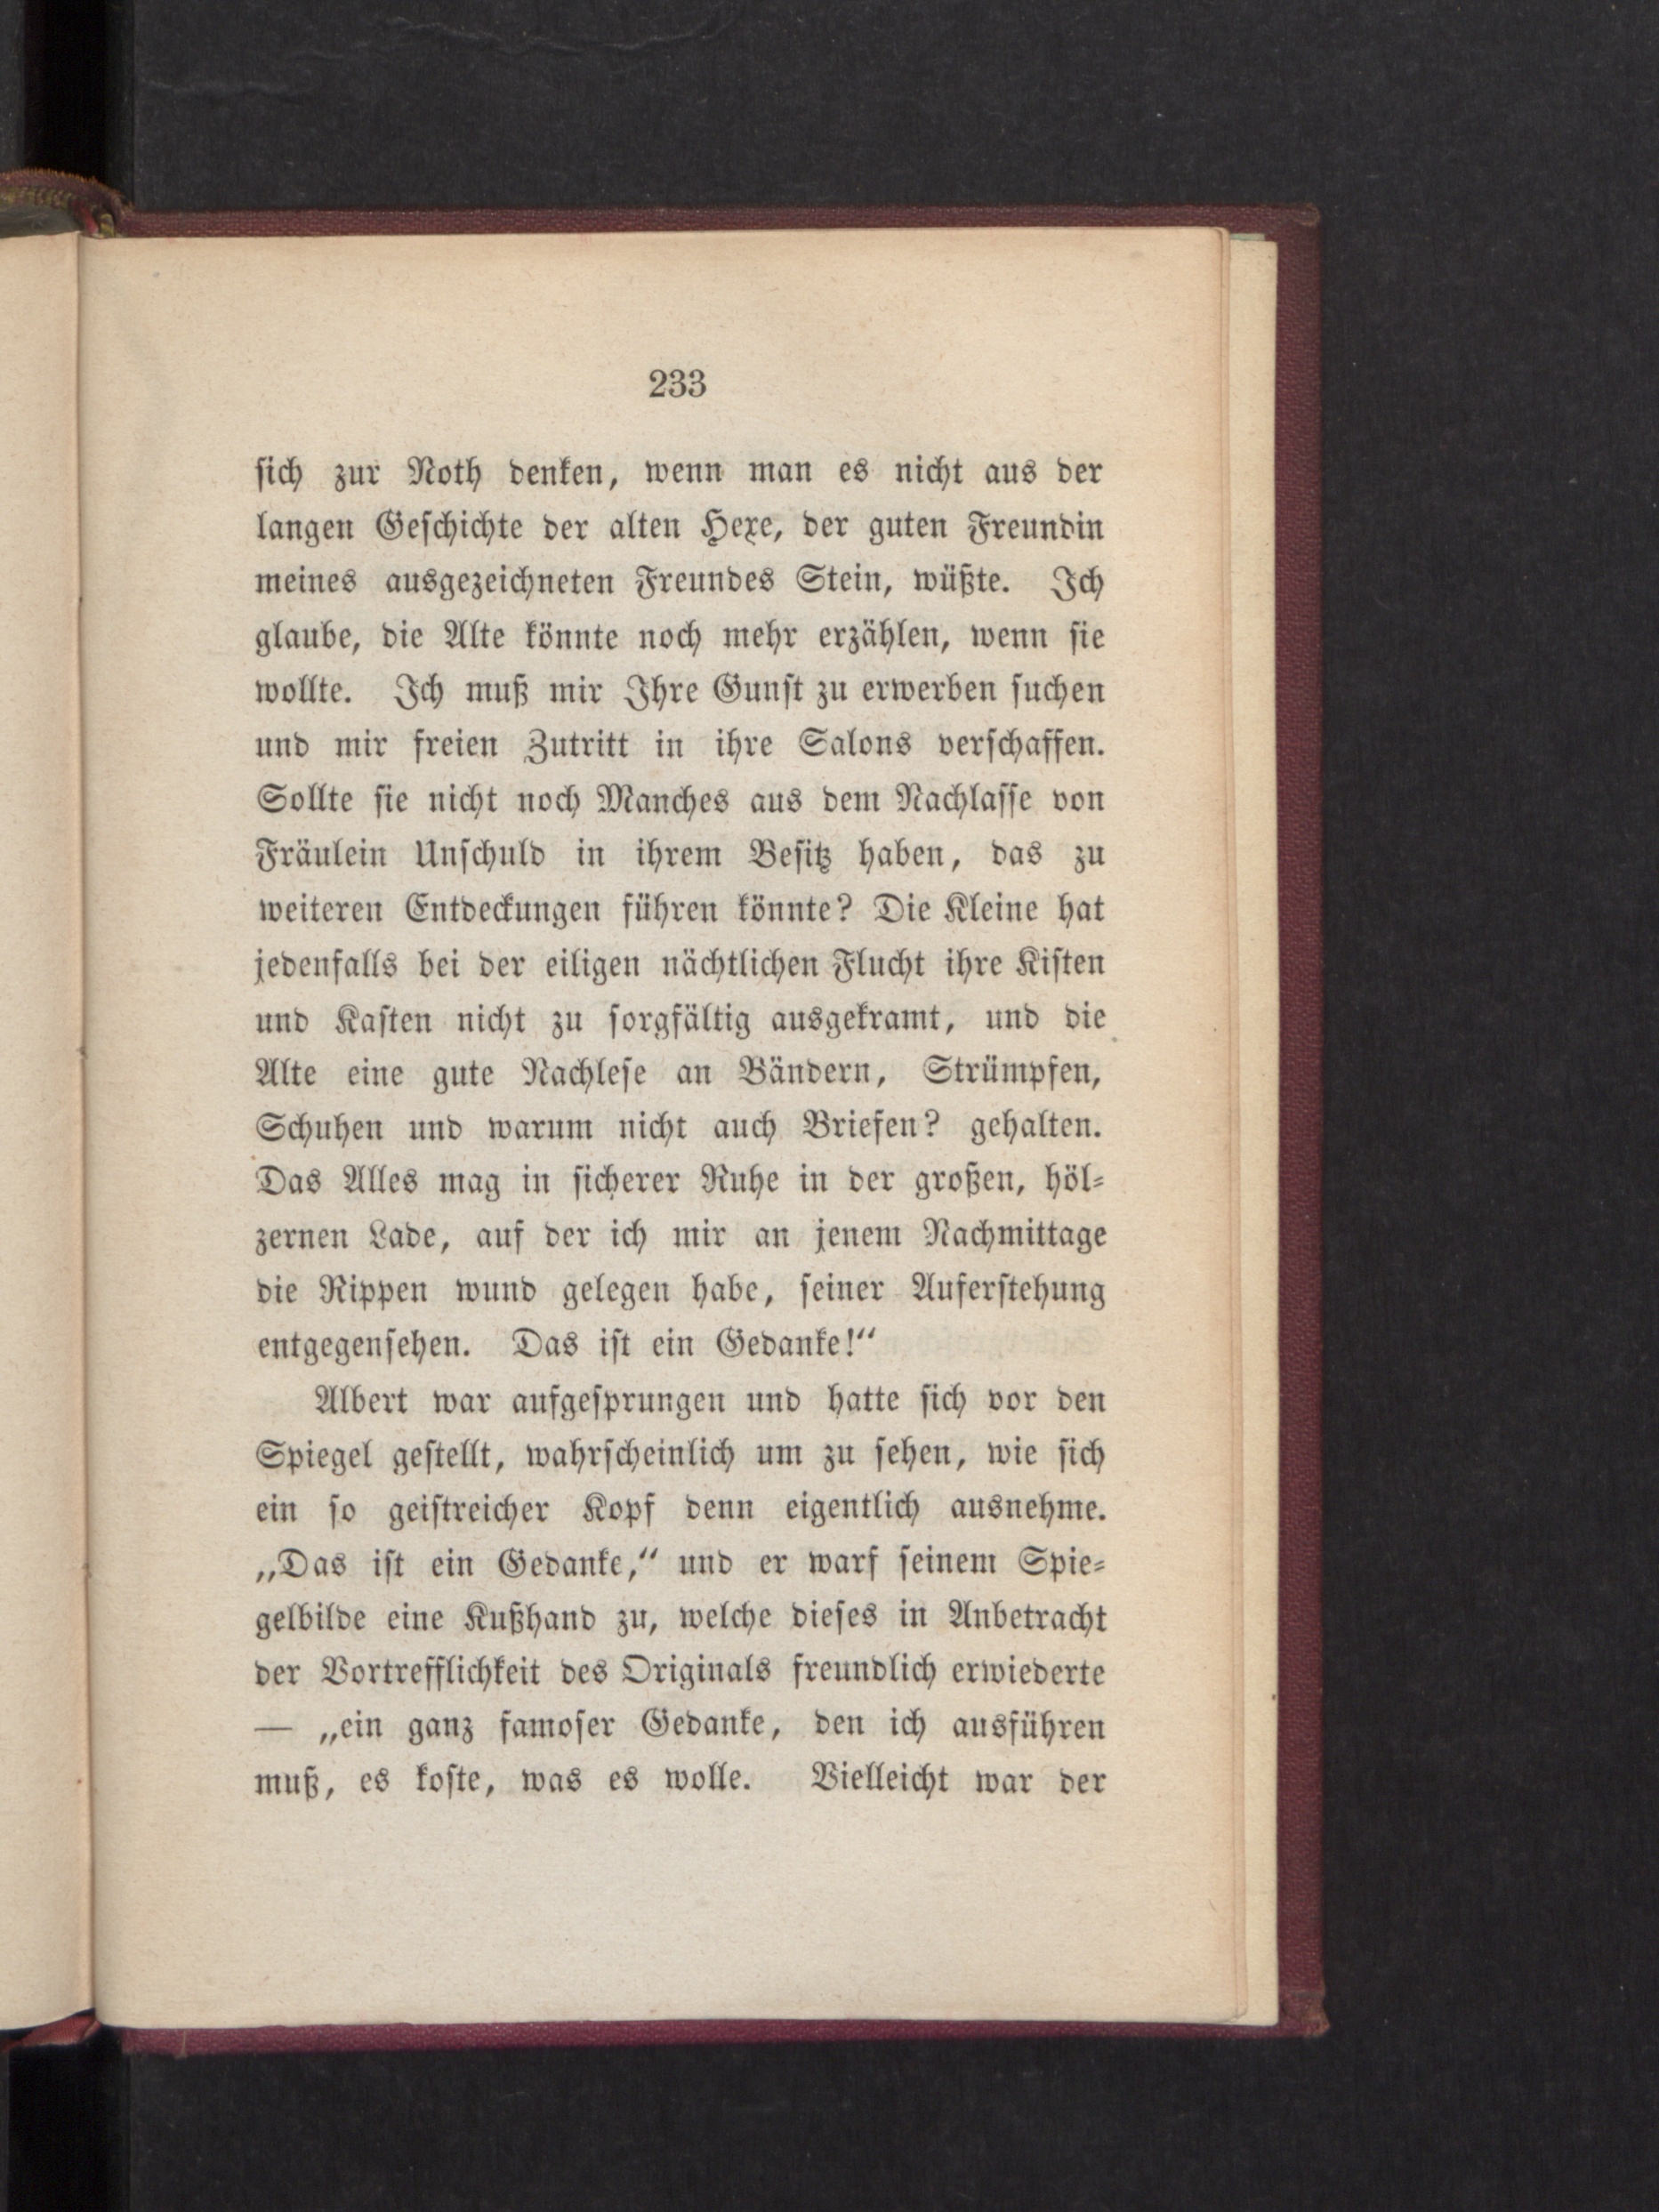 233
sich zur Noth denken, wenn man es nicht aus der
langen Geschichte der alten Hexe, der guten Freundin
meines ausgezeichneten Freundes Stein, wüßte. Ich
glaube, die Alte könnte noch mehr erzählen, wenn sie
wollte. Ich muß mir Ihre Gunst zu erwerben suchen
und mir freien Zutritt in ihre Salons verschaffen.
Sollte sie nicht noch Manches aus dem Nachlasse von
Fräulein Unschuld in ihrem Besitz haben, das zu
weiteren Entdeckungen führen könnte? Die Kleine hat
jedenfalls bei der eiligen nächtlichen Flucht ihre Kisten
und Kasten nicht zu sorgfältig ausgekramt, und die
Alte eine gute Nachlese an Bändern, Strümpfen,
Schuhen und warum nicht auch Briefen? gehalten.
Das Alles mag in sicherer Ruhe in der großen, höl⸗
zernen Lade, auf der ich mir an jenem Nachmittage
die Rippen wund gelegen habe, seiner Auferstehung
entgegensehen. Das ist ein Gedanke!“
Albert war aufgesprungen und hatte sich vor den
Spiegel gestellt, wahrscheinlich um zu sehen, wie sich
ein so geistreicher Kopf denn eigentlich ausnehme.
„Das ist ein Gedanke,“ und er warf seinem Spie⸗
gelbilde eine Kußhand zu, welche dieses in Anbetracht
der Vortrefflichkeit des Originals freundlich erwiederte
— „ein ganz famoser Gedanke, den ich ausführen
muß, es koste, was es wolle. Vielleicht war der